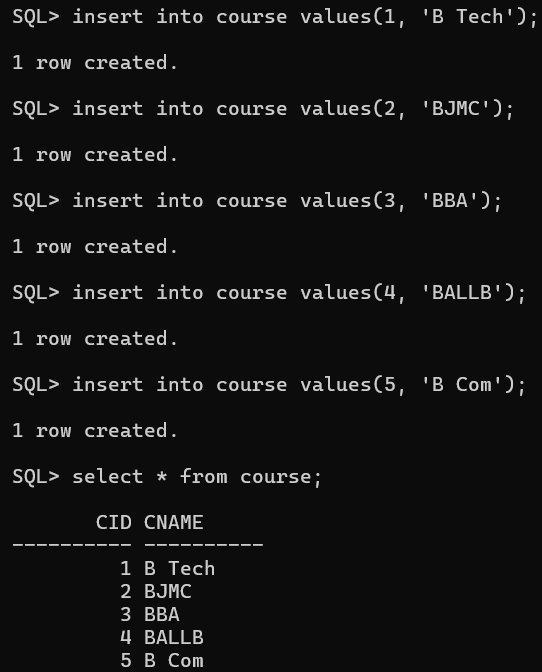 SQL> insert into course values(1, 'B Tech');
1 row created.
SQL> insert into course values(2, 'BJMC');
1 row created.
SQL> insert into course values(3, 'BBA');
1 row created.
SQL> insert into course values(4, 'BALLB');
1 row created.
SQL> insert into course values(5, 'B Com');
1 row created.
SQL> select * from course;
       CID CNAME
---------- ----------
         1 B Tech
         2 BJMC
         3 BBA
         4 BALLB
         5 B Com